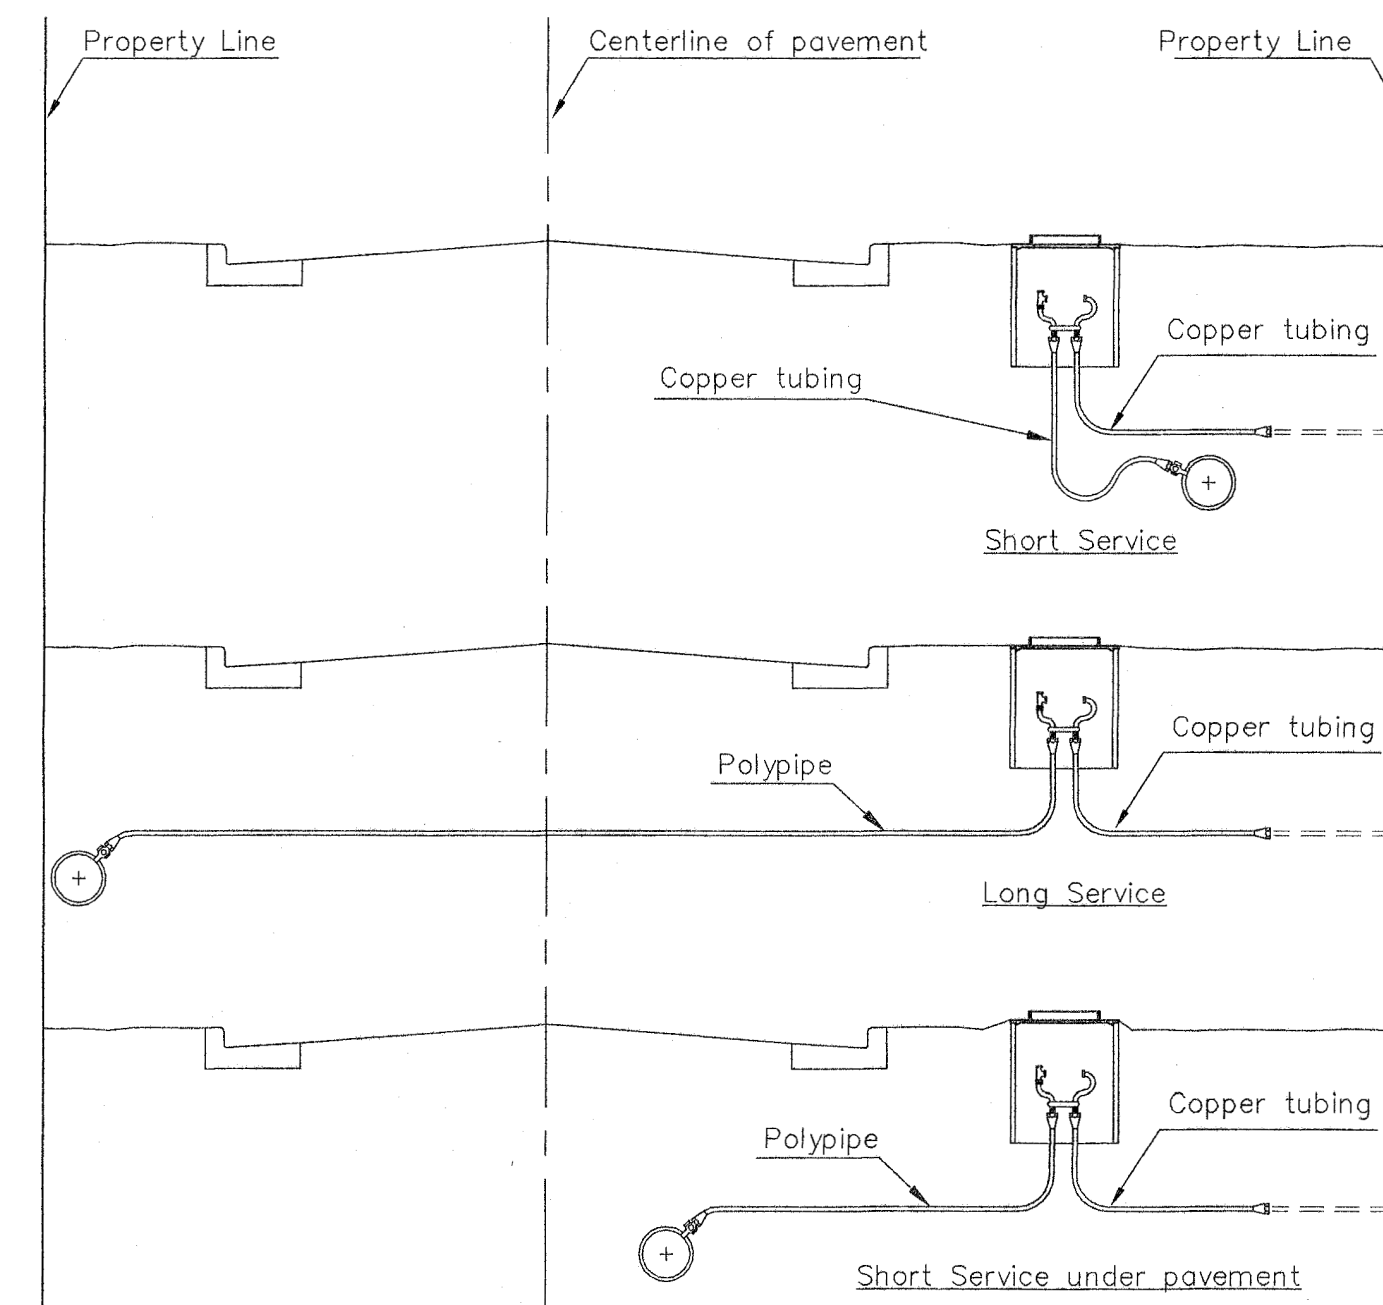 Property Line
Centerline of pavement
Property Line
Copper tubing
Copper tubing
Short Service
Copper tubing
Polypipe
Long Service
Copper tubing
Polypipe
Short Service under pavement